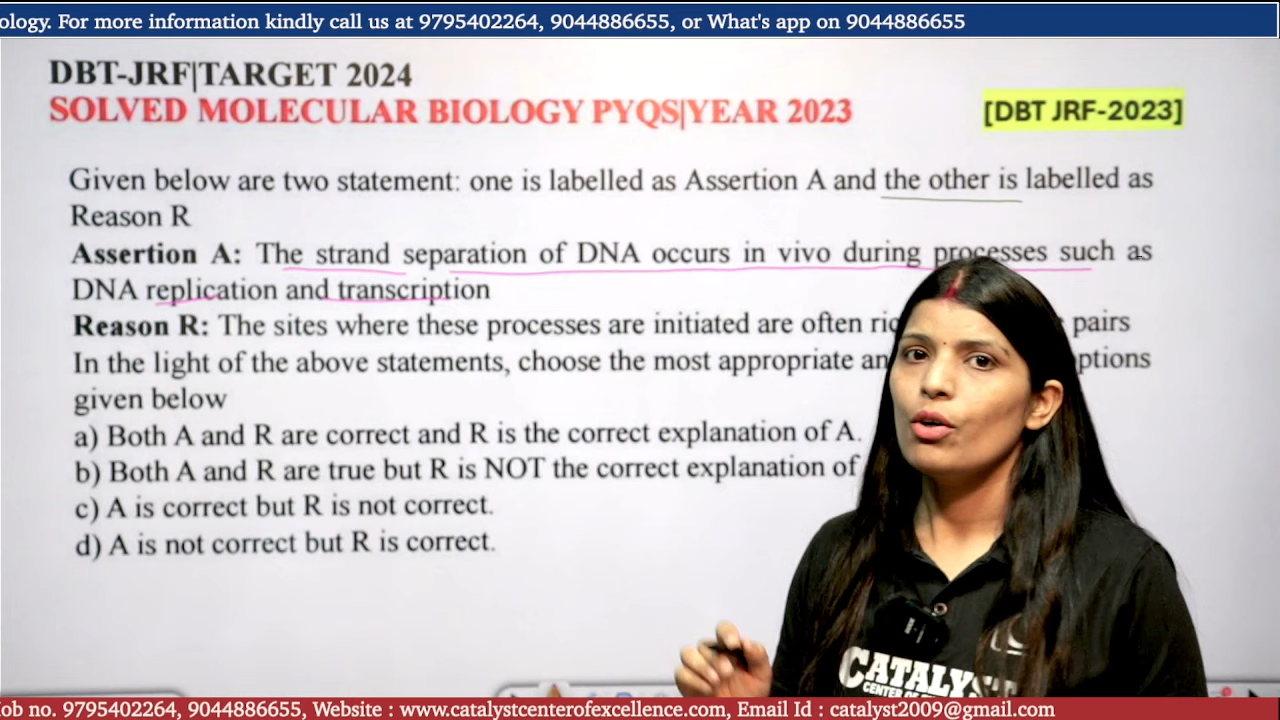 ology. For more information kindly call us at 9795402264, 9044886655, or What's app on 9044886655
DBT-JRF|TARGET 2024
SOLVED MOLECULAR BIOLOGY PYQS|YEAR 2023
[DBT JRF-2023]
Given below are two statement: one is labelled as Assertion A and the other is labelled as
Reason R
Assertion A: The strand separation of DNA occurs in vivo during processes such as
DNA replication and transcription
Reason R: The sites where these processes are initiated are often pairs
In the light of the above statements, choose the most appropriate
given below
a) Both A and R are correct and R is the correct explanation of A.
b) Both A and R are true but R is NOT the correct explanation of
c) A is correct but R is not correct.
d) A is not correct but R is correct.
CATALYST
CENTER OF
ob no. 9795402264, 9044886655, Website : www.catalystcenterofexcellence.com, Email Id : catalyst2009@gmail.com